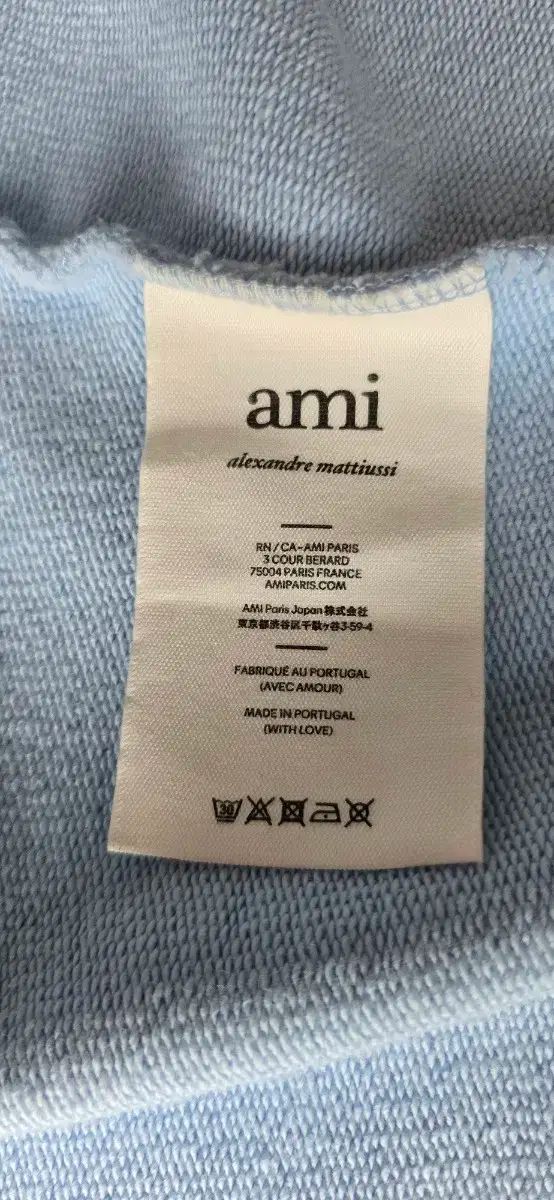 ami
alexandre mattiussi
RN/CA-AMI PARIS
3 COUR BERARD
75004 PARIS FRANCE
AMIPARIS.COM
AMI Paris Japan 株式会社
東京都渋谷区千駄ヶ谷3-59-4
FABRIQUÉ AU PORTUGAL
(AVEC AMOUR)
MADE IN PORTUGAL
(WITH LOVE)
30